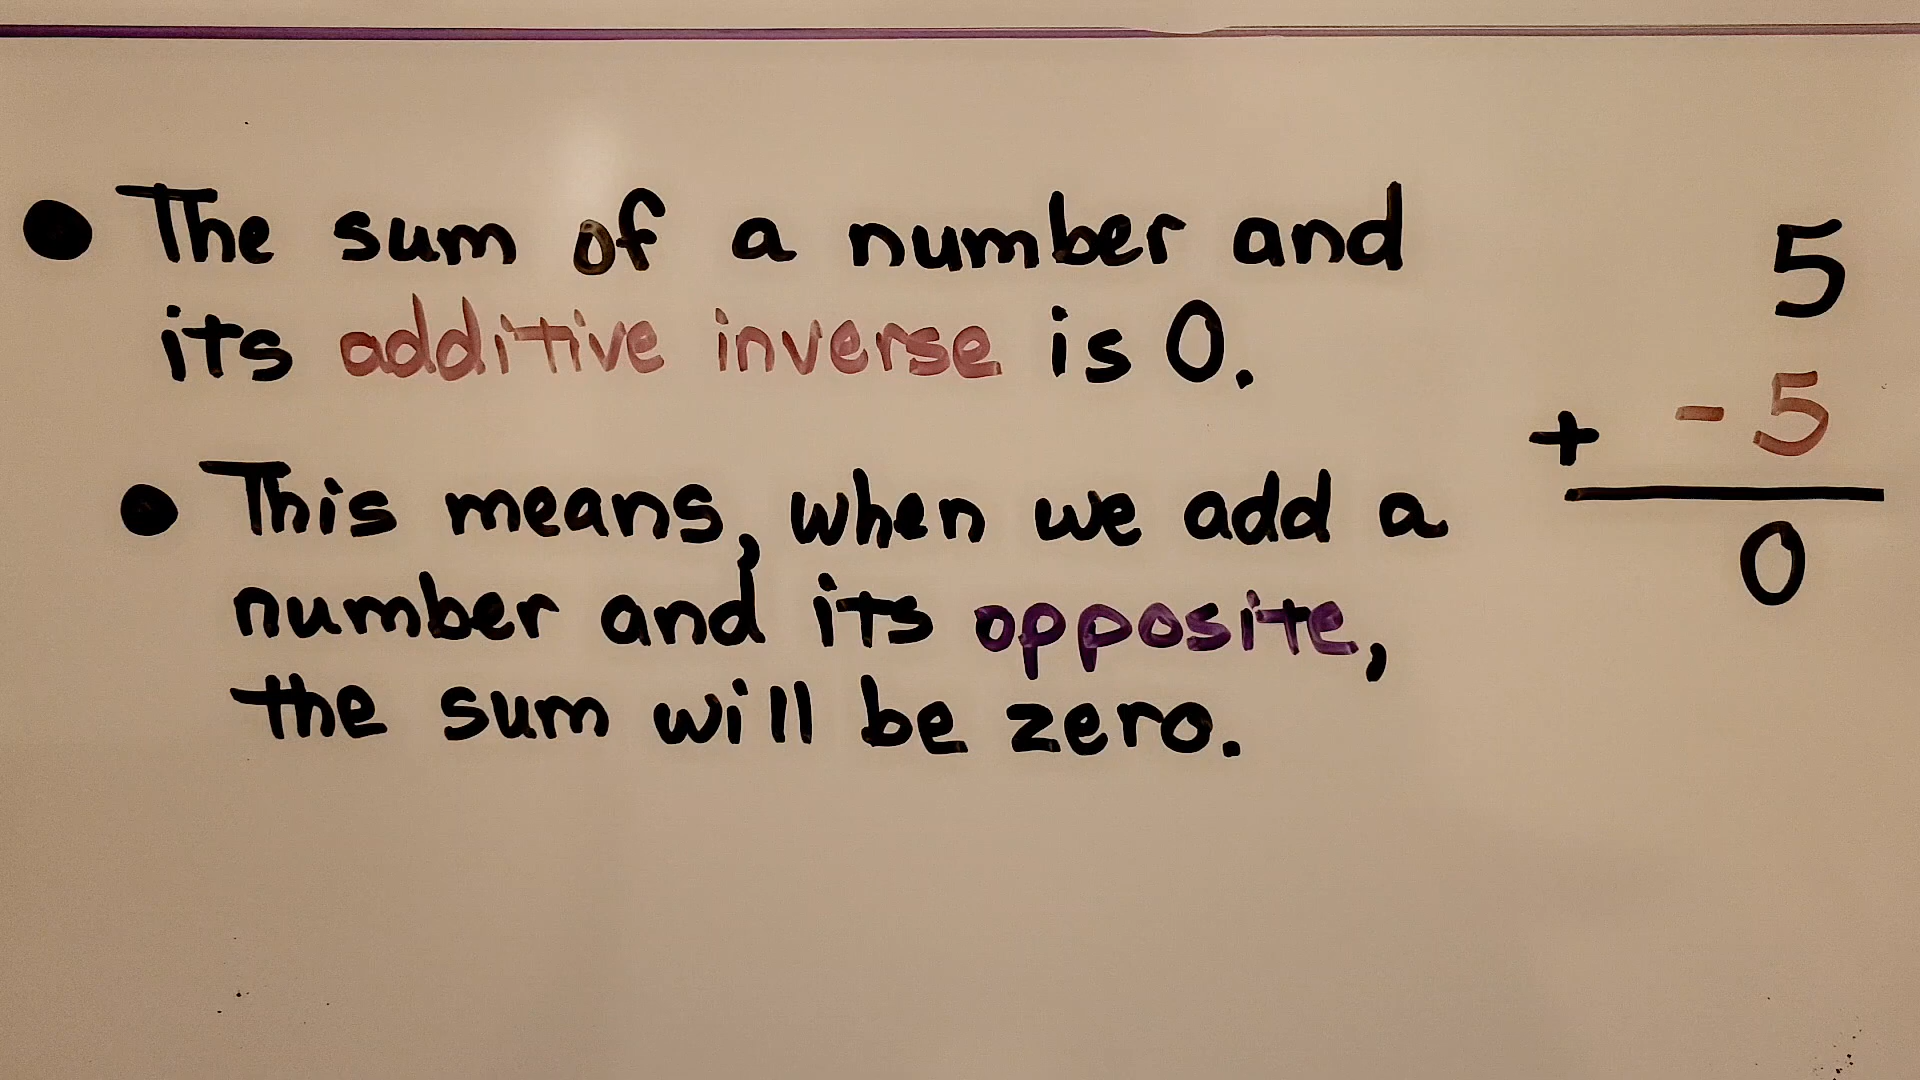 ● The sum of a number and
its additive inverse is 0.
● This means, when we add a
number and its opposite,
the sum will be zero.
5
+ -5
0